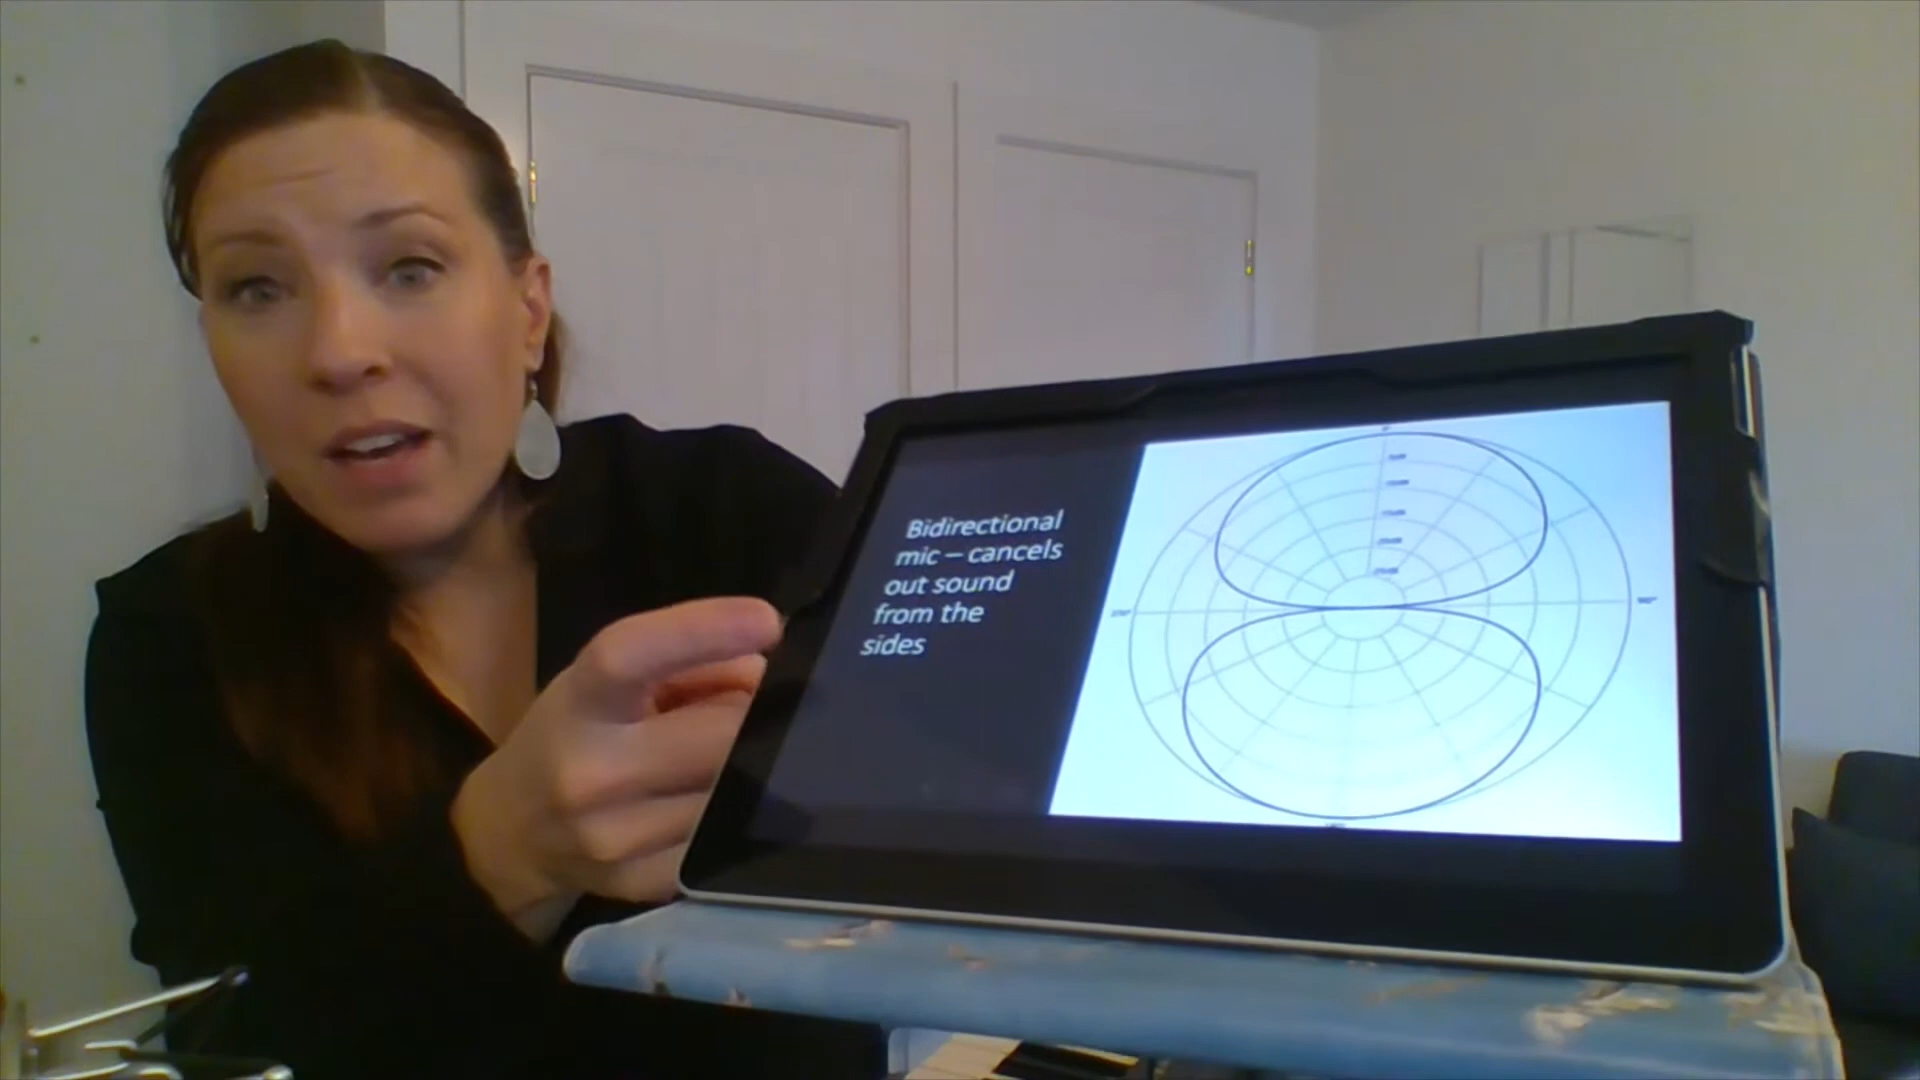 Bidirectional
mic – cancels
out sound
from the
sides